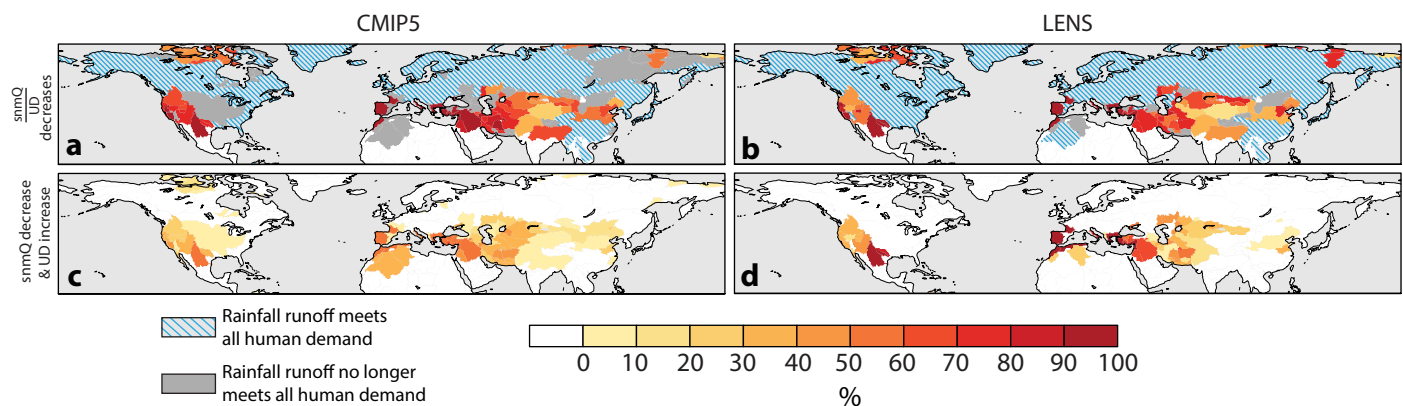 CMIP5
LENS
snmQ
UD
decreases
a
b
snmQ decrease
& UD increase
c
d
Rainfall runoff meets
all human demand
Rainfall runoff no longer
meets all human demand
0 10 20 30 40 50 60 70 80 90 100
%